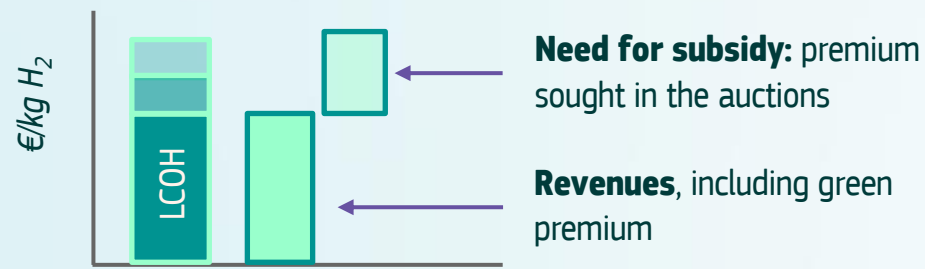 €/kg H₂
LCOH
Need for subsidy: premium
sought in the auctions
Revenues, including green
premium